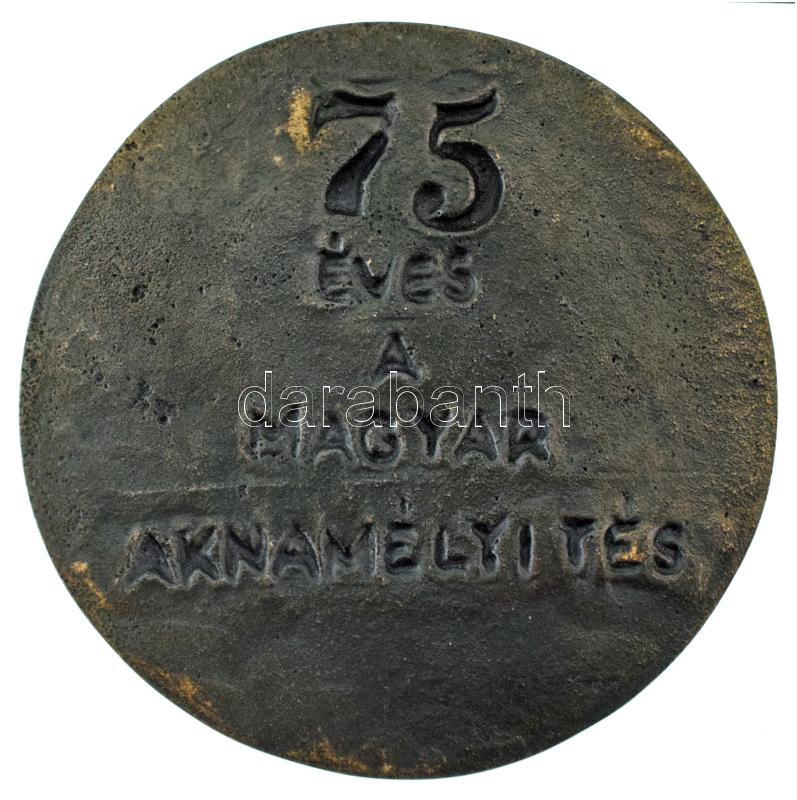 75
ÉVES
A
darabanth
MAGYAR
AKNAMÉLYITÉS